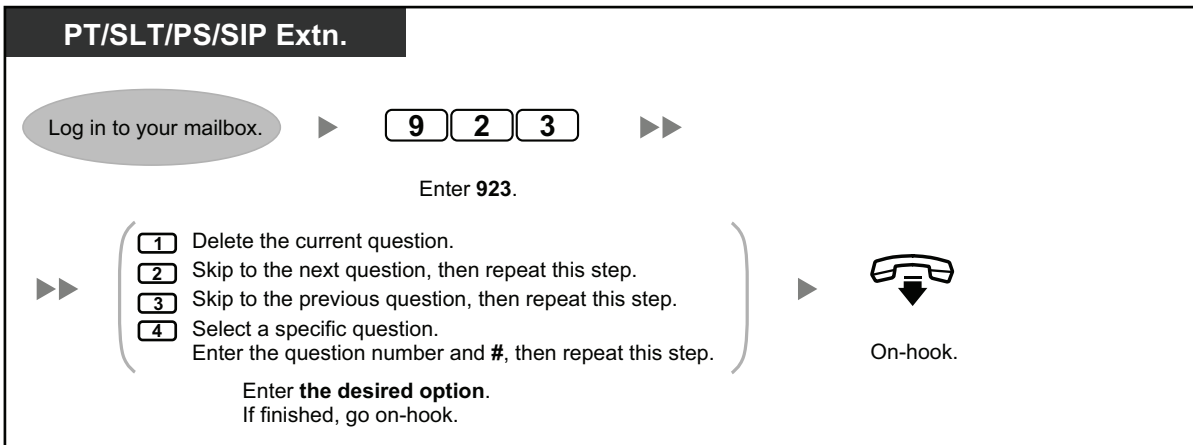 PT/SLT/PS/SIP Extn.
Log in to your mailbox.
9 2 3
Enter 923.
1 Delete the current question.
2 Skip to the next question, then repeat this step.
3 Skip to the previous question, then repeat this step.
4 Select a specific question.
Enter the question number and #, then repeat this step.
Enter the desired option.
If finished, go on-hook.
On-hook.